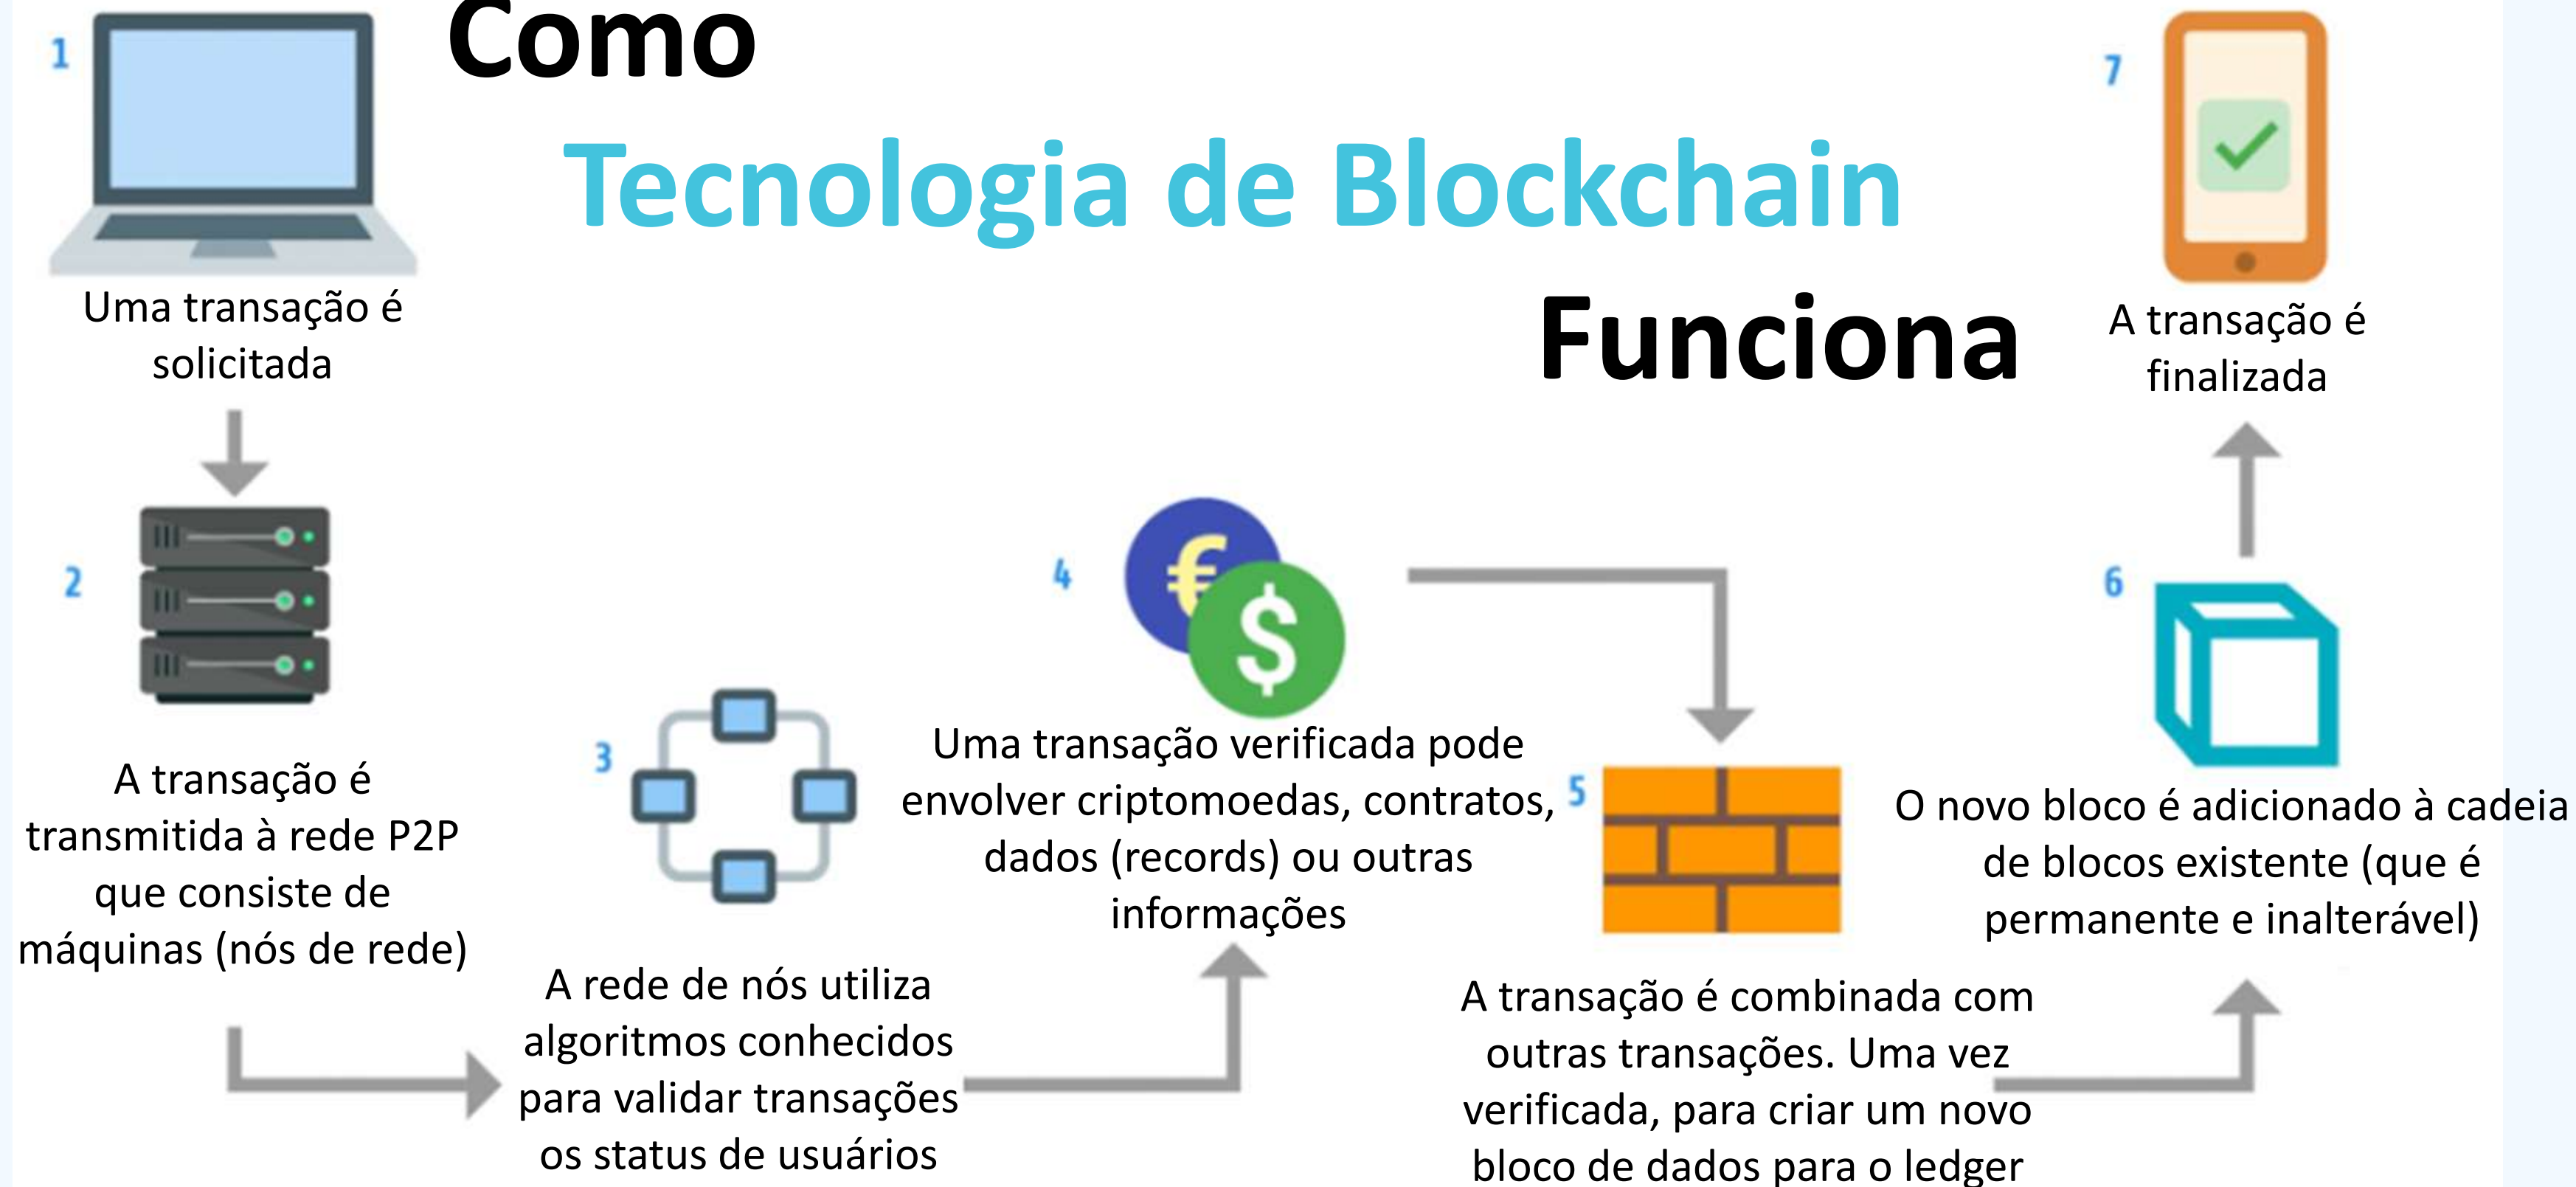 Como
Tecnologia de Blockchain
Funciona
1
Uma transação é
solicitada
2
A transação é
transmitida à rede P2P
que consiste de
máquinas (nós de rede)
3
A rede de nós utiliza
algoritmos conhecidos
para validar transações
os status de usuários
4
€
$
Uma transação verificada pode
envolver criptomoedas, contratos,
dados (records) ou outras
informações
5
A transação é combinada com
outras transações. Uma vez
verificada, para criar um novo
bloco de dados para o ledger
6
O novo bloco é adicionado à cadeia
de blocos existente (que é
permanente e inalterável)
7
A transação é
finalizada